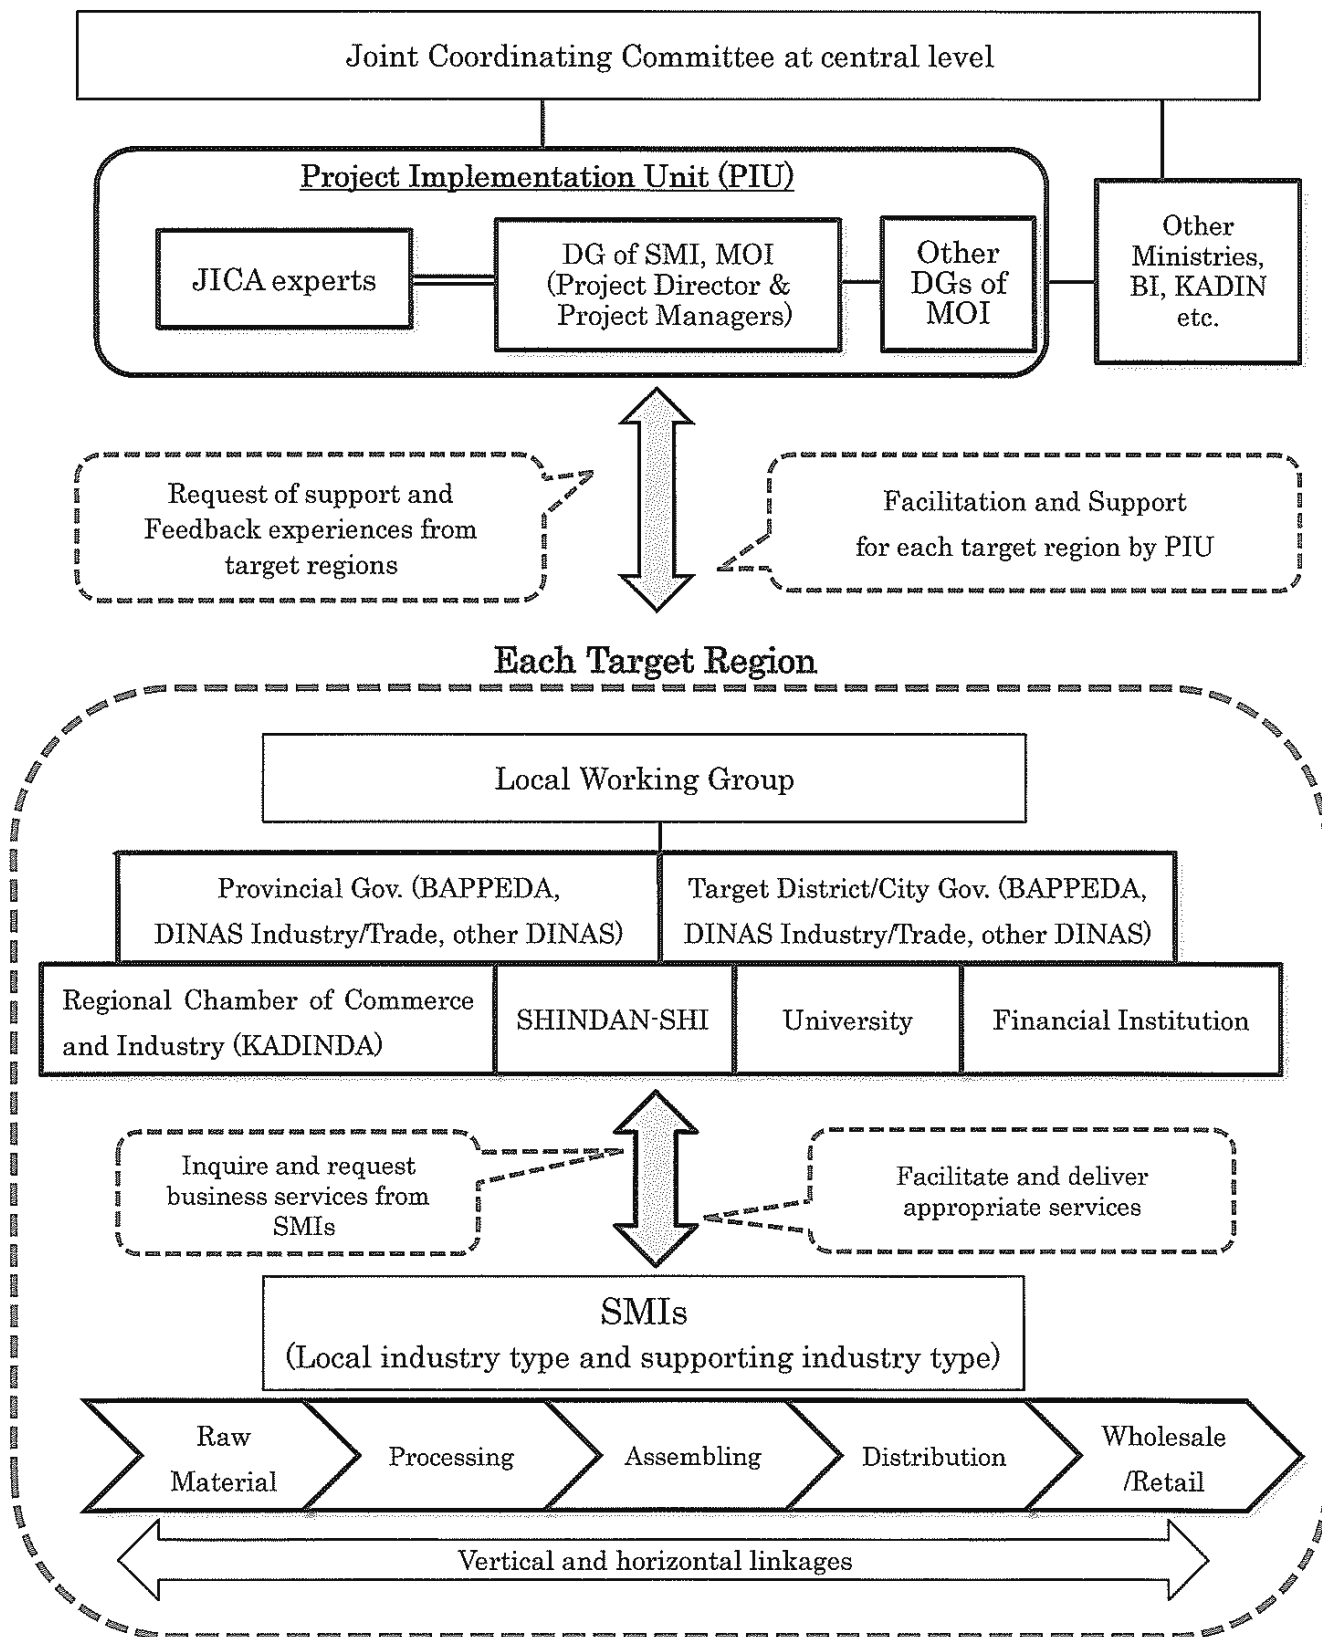 Joint Coordinating Committee at central level
Project Implementation Unit (PIU)
JICA experts
DG of SMI, MOI
(Project Director &
Project Managers)
Other
DGs of
MOI
Other
Ministries,
BI, KADIN
etc.
Request of support and
Feedback experiences from
target regions
Facilitation and Support
for each target region by PIU
Each Target Region
Local Working Group
Provincial Gov. (BAPPEDA,
DINAS Industry/Trade, other DINAS)
Target District/City Gov. (BAPPEDA,
DINAS Industry/Trade, other DINAS)
Regional Chamber of Commerce
and Industry (KADINDA)
SHINDAN-SHI
University
Financial Institution
Inquire and request
business services from
SMIs
Facilitate and deliver
appropriate services
SMIs
(Local industry type and supporting industry type)
Raw
Material
Processing
Assembling
Distribution
Wholesale
/Retail
Vertical and horizontal linkages